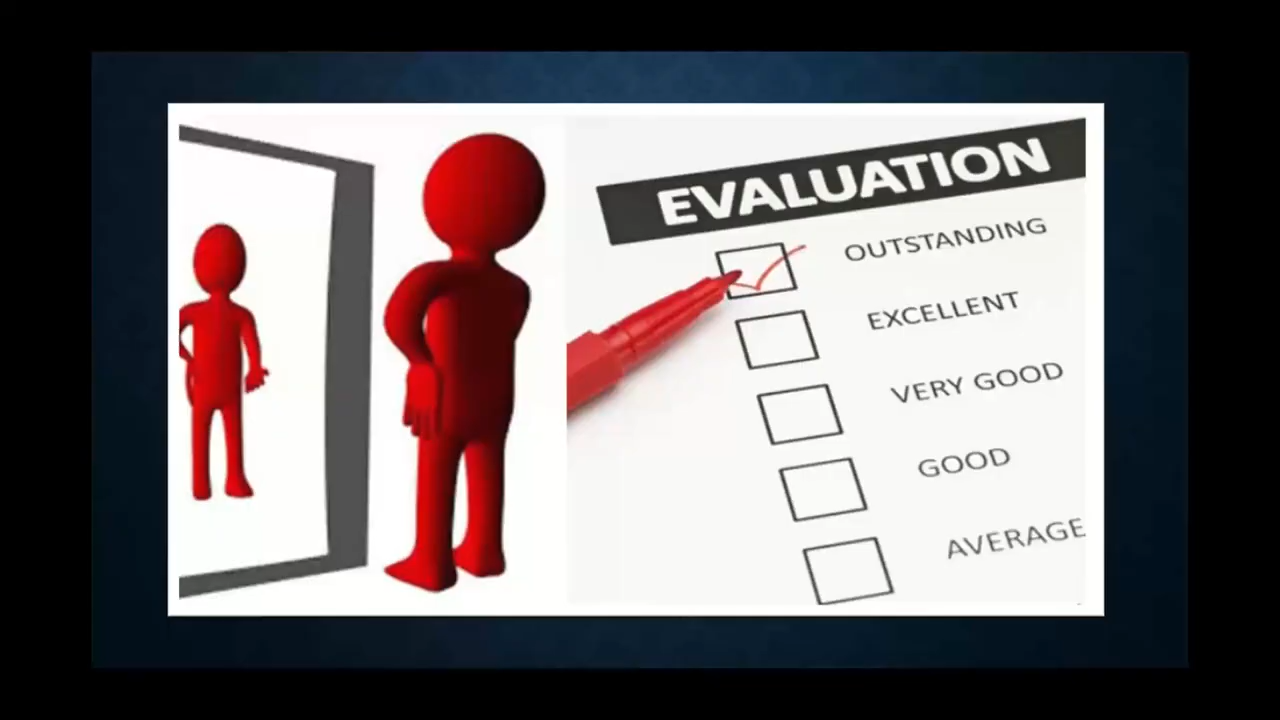 EVALUATION
OUTSTANDING
EXCELLENT
VERY GOOD
GOOD
AVERAGE